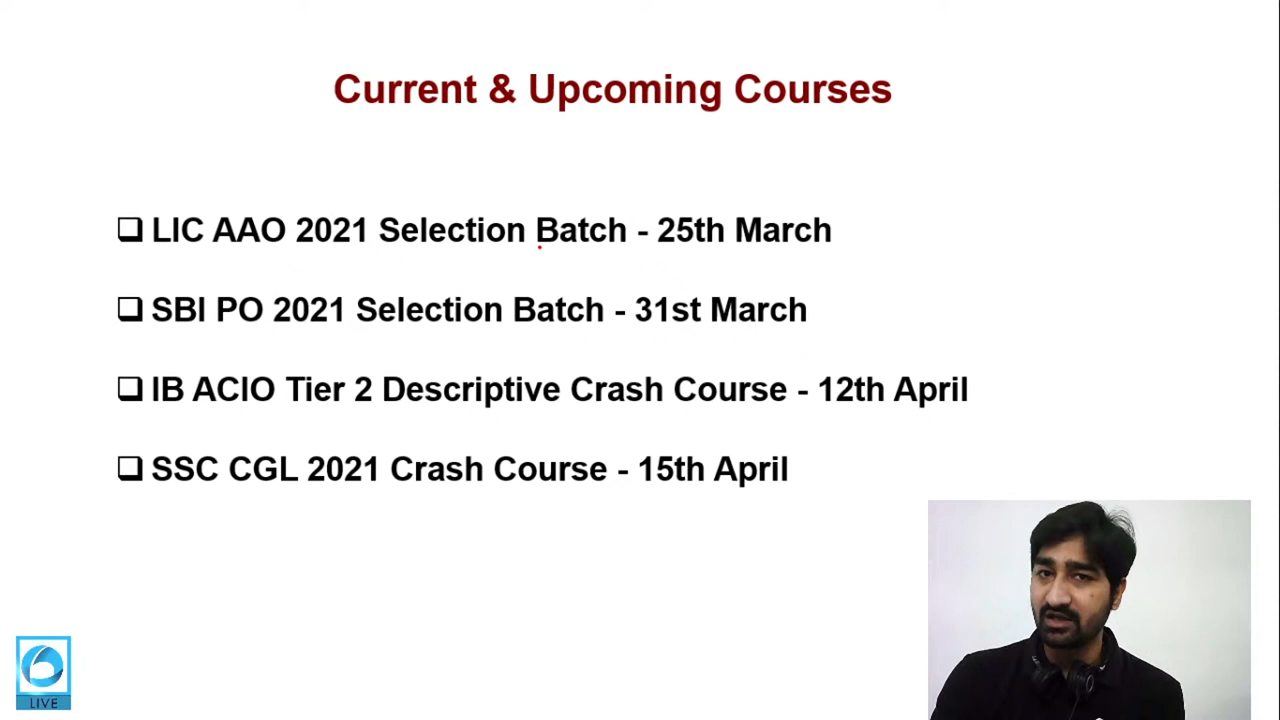 Current & Upcoming Courses
LIC AAO 2021 Selection Batch - 25th March
SBI PO 2021 Selection Batch - 31st March
IB ACIO Tier 2 Descriptive Crash Course - 12th April
SSC CGL 2021 Crash Course - 15th April
LIVE